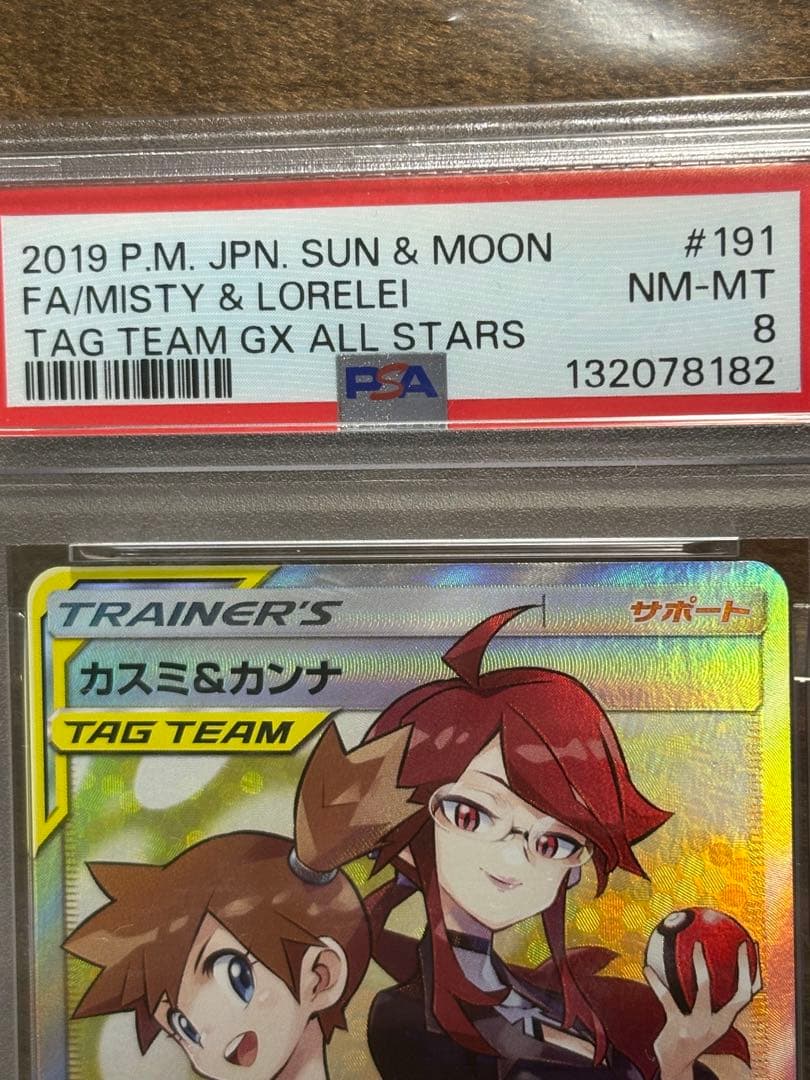 2019 P.M. JPN. SUN & MOON #191
FA/MISTY & LORELEI NM-MT
TAG TEAM GX ALL STARS 8
PSA 132078182
TRAINER'S サポート
カスミ&カンナ
TAG TEAM